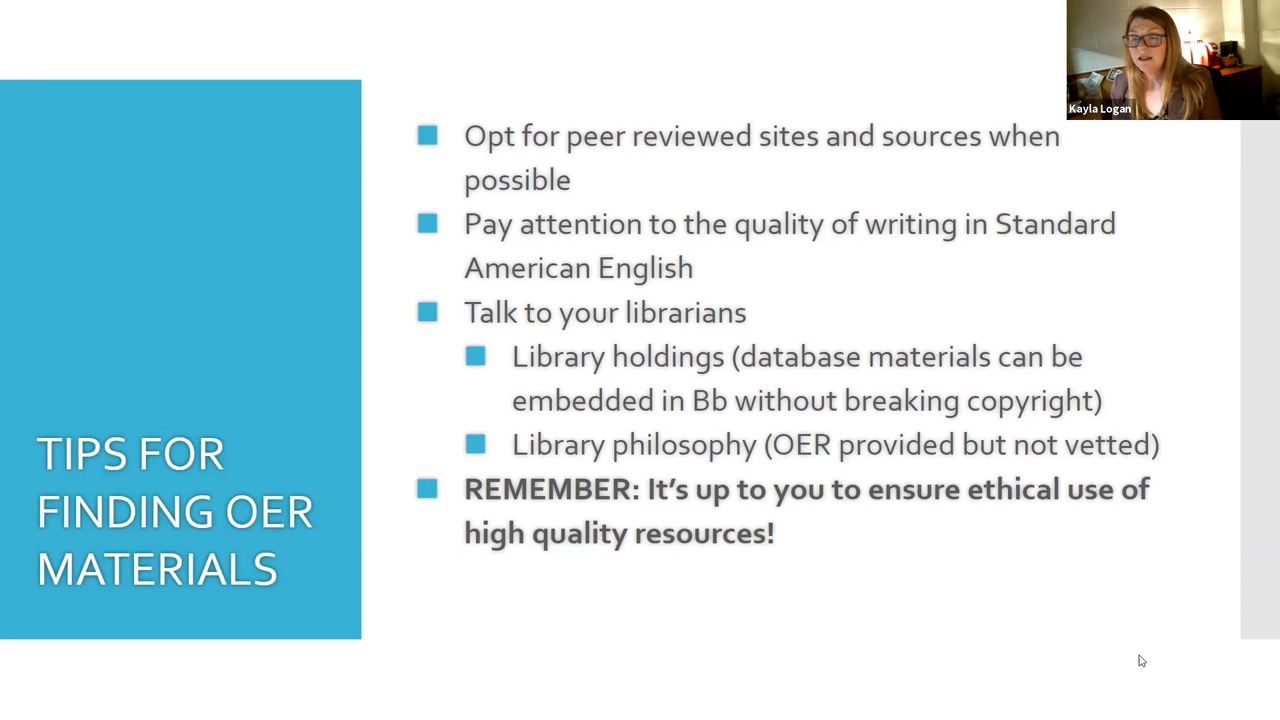 Kayla Logan
TIPS FOR
FINDING OER
MATERIALS
Opt for peer reviewed sites and sources when
possible
Pay attention to the quality of writing in Standard
American English
Talk to your librarians
Library holdings (database materials can be
embedded in Bb without breaking copyright)
Library philosophy (OER provided but not vetted)
REMEMBER: It's up to you to ensure ethical use of
high quality resources!